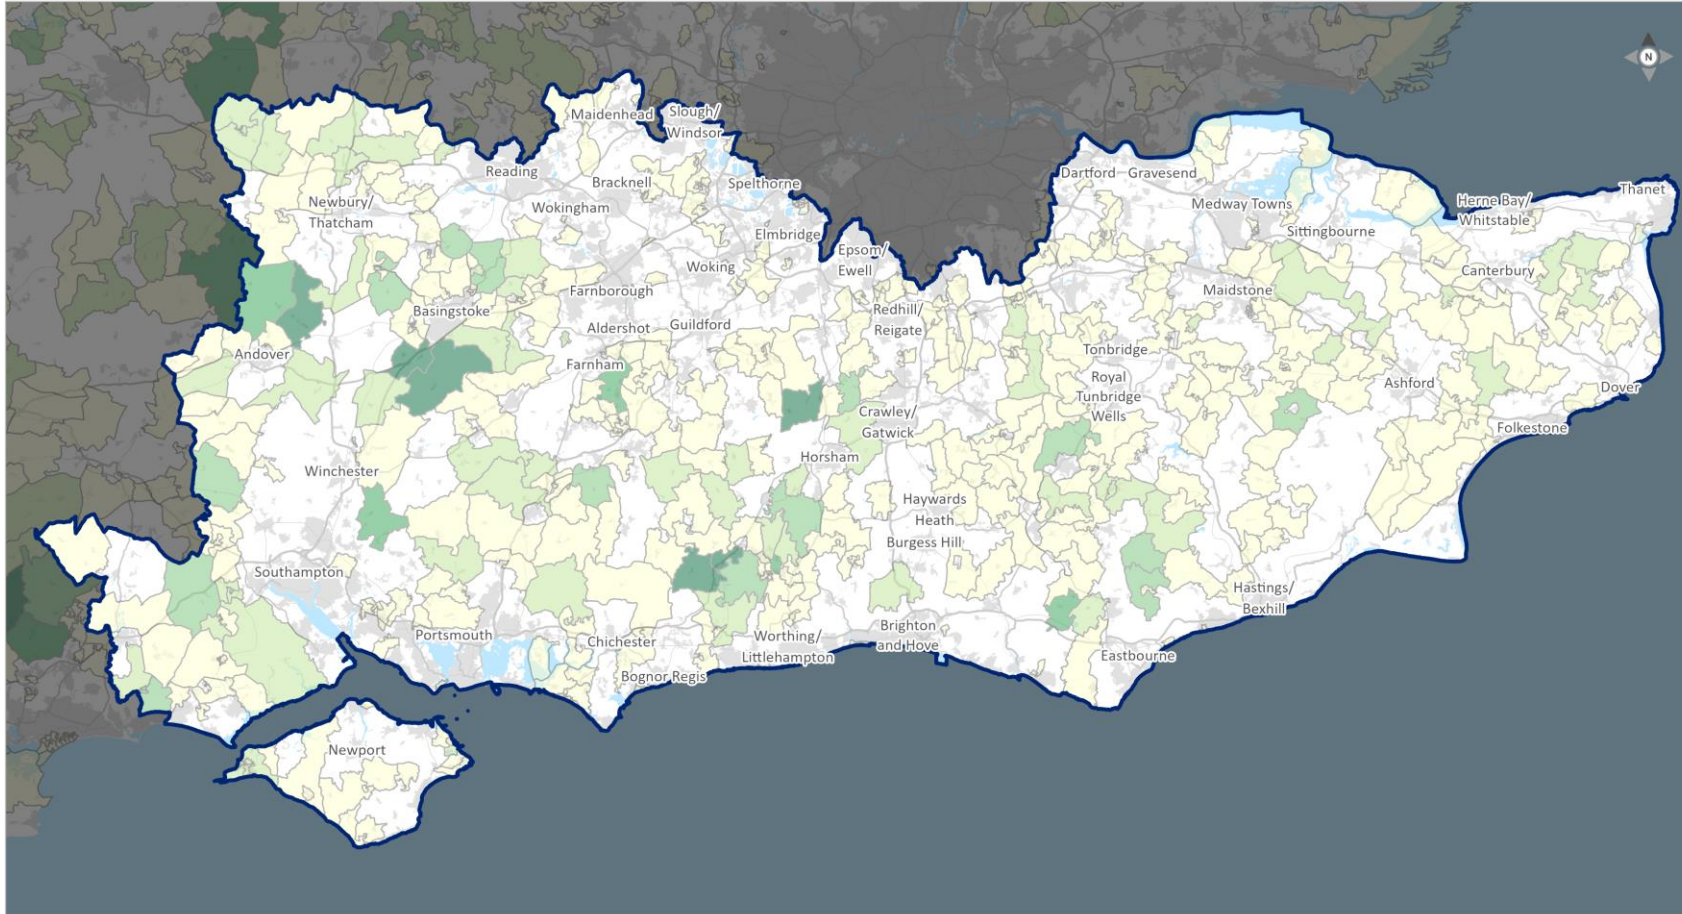 N
Maidenhead
Slough/
Windsor
Reading
Bracknell
Spelthorne
Dartford
Gravesend
Thanet
Newbury/
Thatcham
Wokingham
Medway Towns
Herne Bay/
Whitstable
Elmbridge
Sittingbourne
Epsom/
Ewell
Woking
Canterbury
Farnborough
Maidstone
Basingstoke
Redhill/
Reigate
Aldershot
Guildford
Andover
Farnham
Tonbridge
Royal
Tunbridge
Wells
Ashford
Dover
Crawley/
Gatwick
Folkestone
Horsham
Winchester
Haywards
Heath
Burgess Hill
Southampton
Hastings/
Bexhill
Portsmouth
Chichester
Worthing/
Littlehampton
Brighton
and Hove
Eastbourne
Bognor Regis
Newport